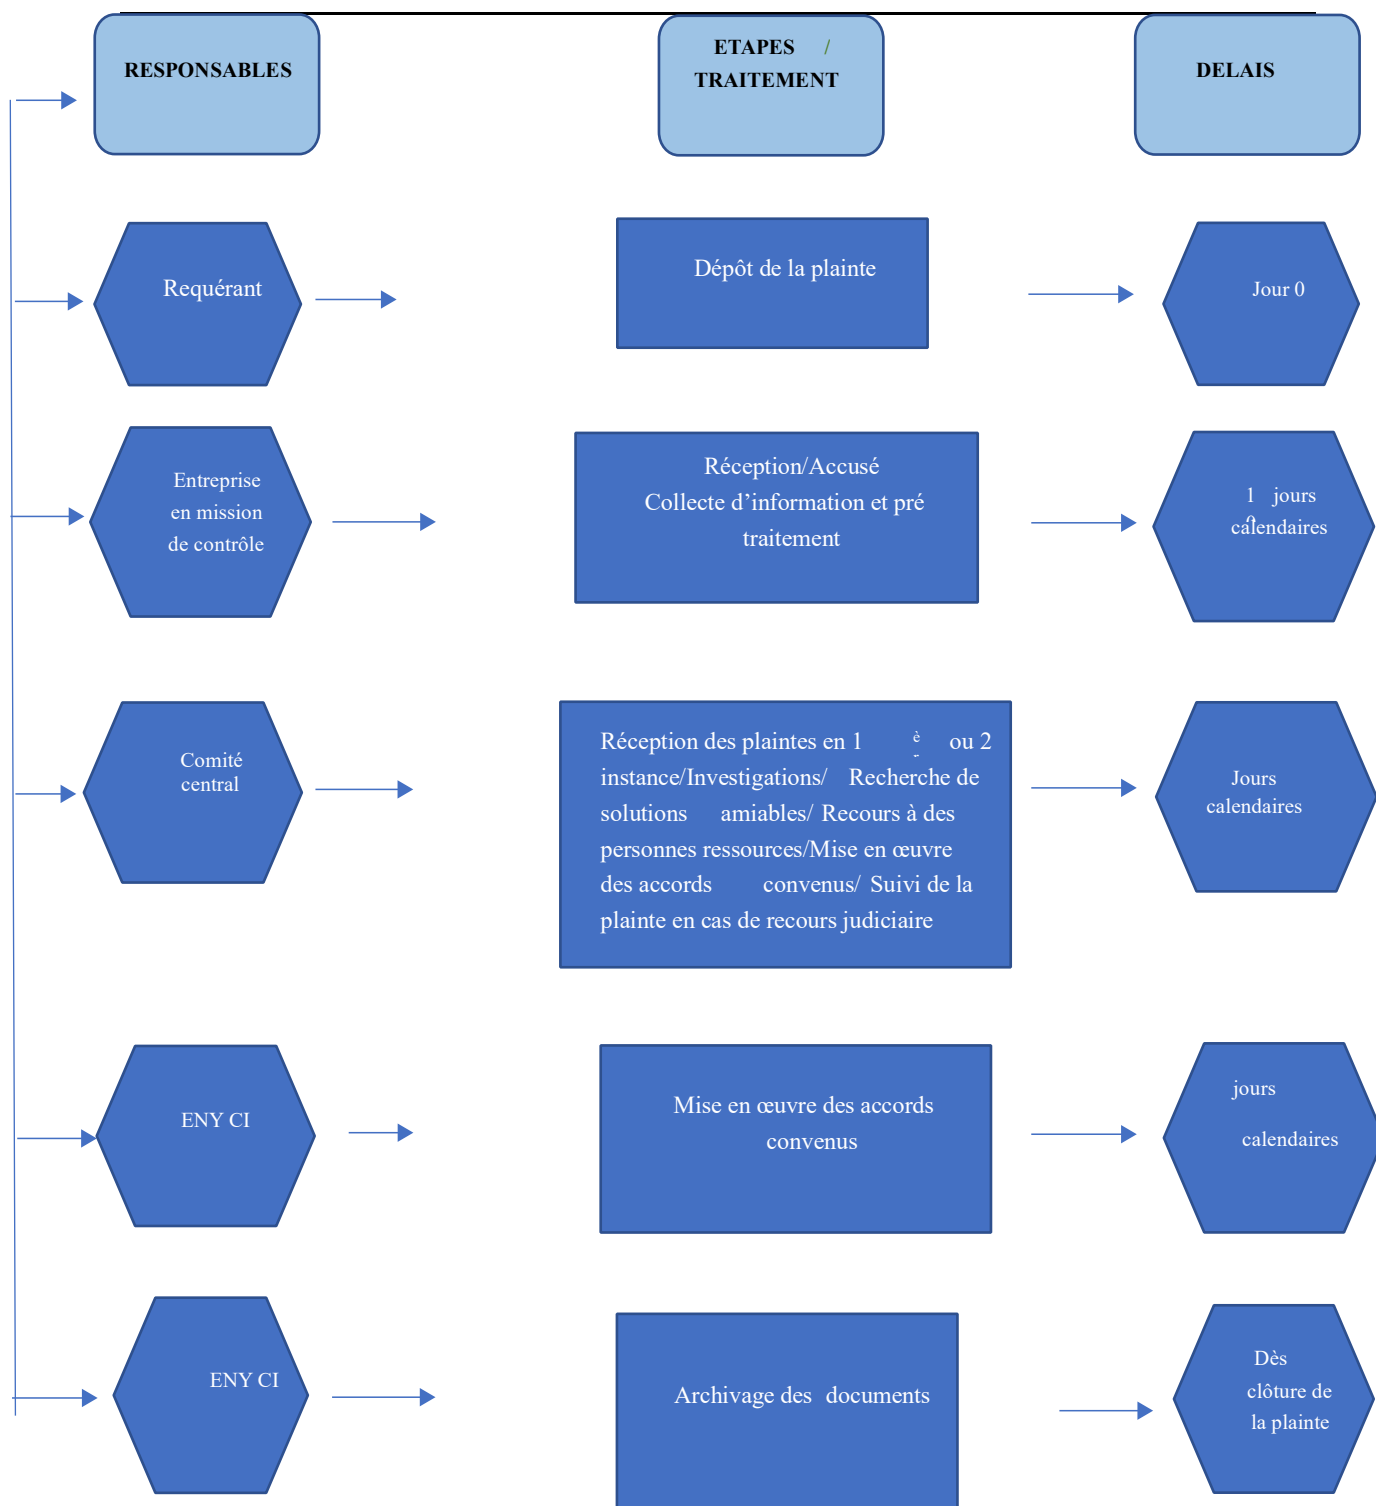 RESPONSABLES
ETAPES /
TRAITEMENT
DELAIS
Requérant
Dépôt de la plainte
Jour 0
Entreprise
en mission
de contrôle
Réception/Accusé
Collecte d’information et pré
traitement
1 jours
calendaires
Comité
central
Réception des plaintes en 1 è ou 2
instance/Investigations/ Recherche de
solutions amiables/ Recours à des
personnes ressources/Mise en œuvre
des accords convenus/ Suivi de la
plainte en cas de recours judiciaire
Jours
calendaires
ENY CI
Mise en œuvre des accords
convenus
jours
calendaires
ENY CI
Archivage des documents
Dès
clôture de
la plainte